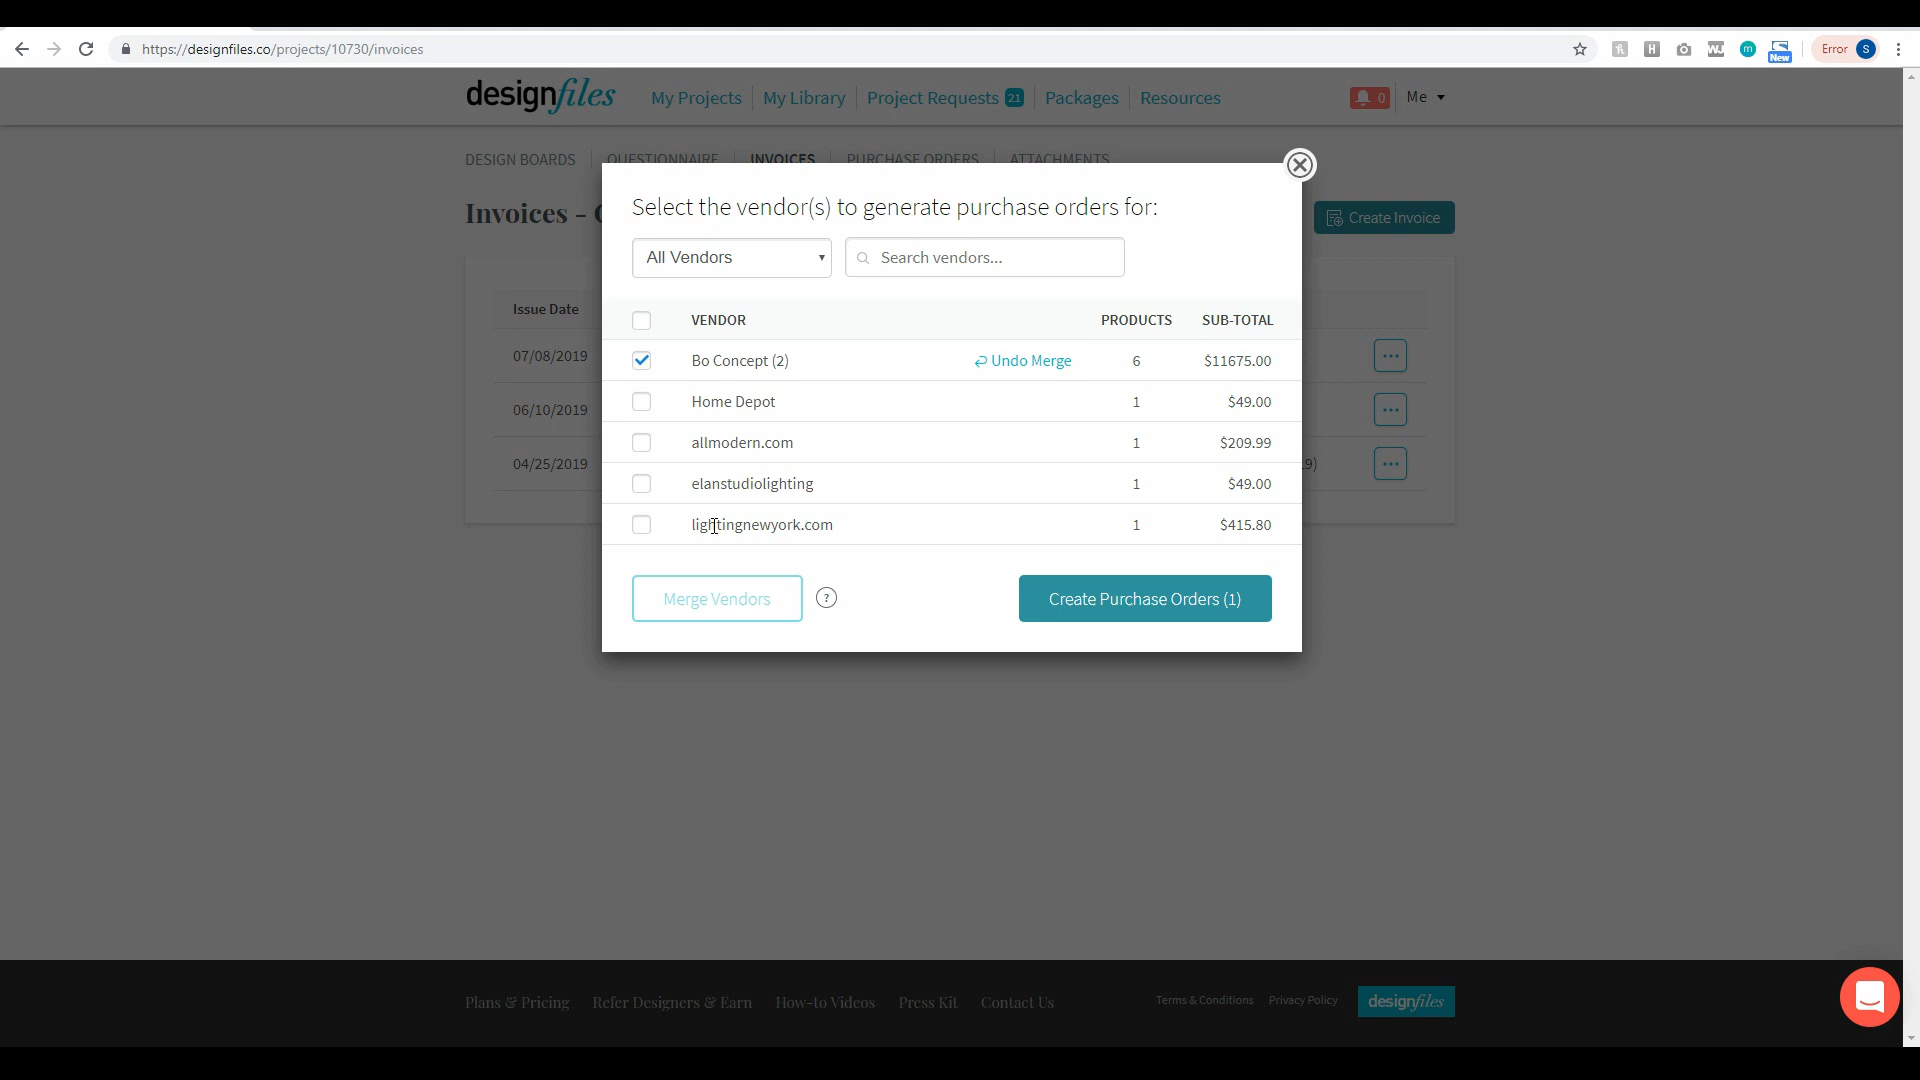 https://designfiles.co/projects/10730/invoices
H
WJ
m
New
Error S
designfiles My Projects My Library Project Requests 21 Packages Resources 0 Me
DESIGN BOARDS QUESTIONNAIRE INVOICES PURCHASE ORDERS ATTACHMENTS
Invoices -
Create Invoice
Select the vendor(s) to generate purchase orders for:
All Vendors Search vendors...
Issue Date
07/08/2019
06/10/2019
04/25/2019
9)
VENDOR PRODUCTS SUB-TOTAL
Bo Concept (2) Undo Merge 6 $11675.00
Home Depot 1 $49.00
allmodern.com 1 $209.99
elanstudiolighting 1 $49.00
lightingnewyork.com 1 $415.80
Merge Vendors ? Create Purchase Orders (1)
Plans & Pricing Refer Designers & Earn How-to Videos Press Kit Contact Us Terms & Conditions Privacy Policy designfiles